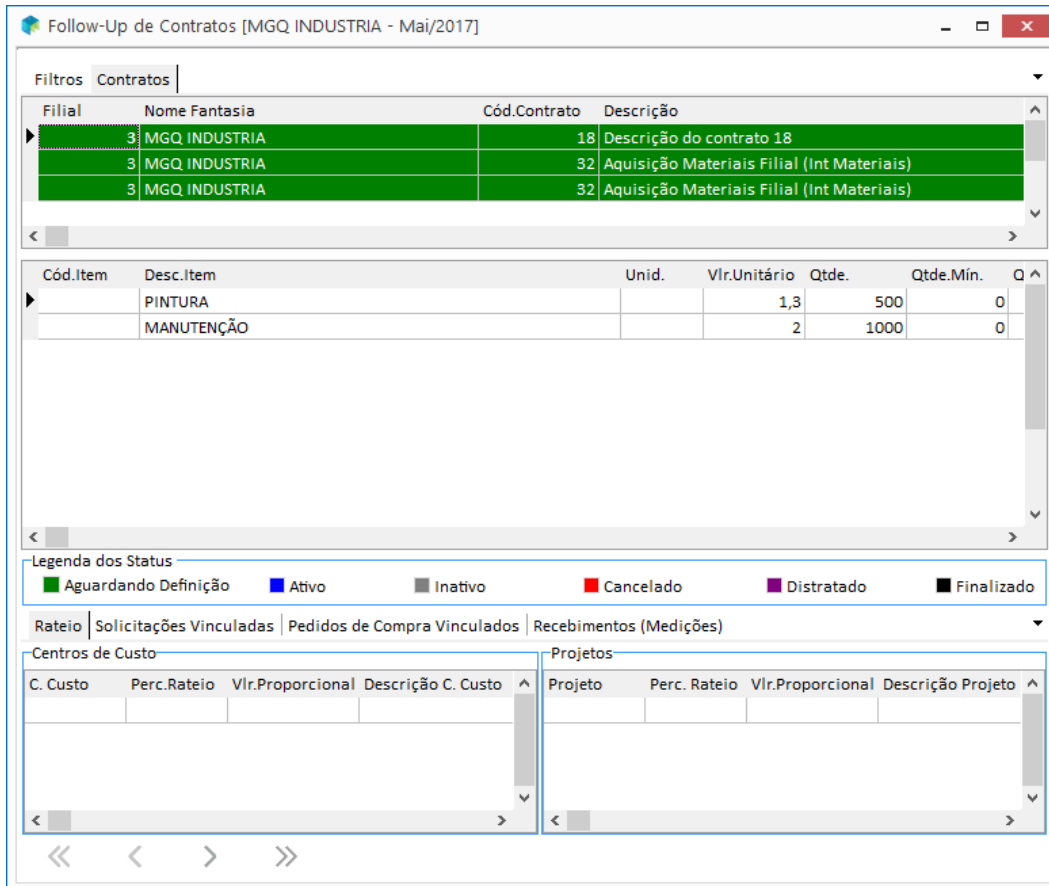 Follow-Up de Contratos [MGQ INDUSTRIA - Mai/2017]
Filtros Contratos
Filial Nome Fantasia Cód.Contrato Descrição
3 MGQ INDUSTRIA 18 Descrição do contrato 18
3 MGQ INDUSTRIA 32 Aquisição Materiais Filial (Int Materiais)
3 MGQ INDUSTRIA 32 Aquisição Materiais Filial (Int Materiais)
Cód.Item Desc.Item Unid. Vlr.Unitário Qtde. Qtde.Mín. Q
PINTURA 1,3 500 0
MANUTENÇÃO 2 1000 0
Legenda dos Status
Aguardando Definição Ativo Inativo Cancelado Distratado Finalizado
Rateio Solicitações Vinculadas Pedidos de Compra Vinculados Recebimentos (Medições)
Centros de Custo Projetos
C. Custo Perc.Rateio Vlr.Proporcional Descrição C. Custo Projeto Perc. Rateio Vlr.Proporcional Descrição Projeto